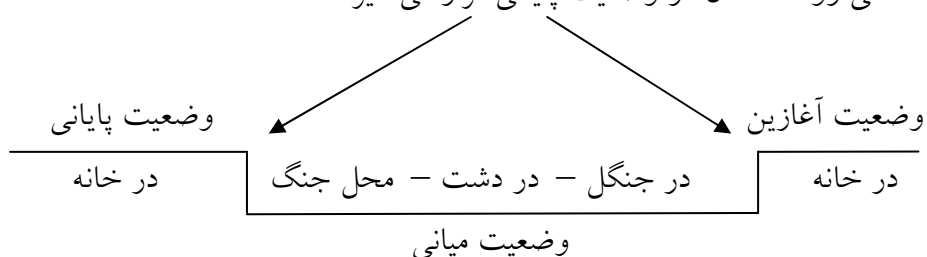 وضعیت آغازین وضعیت پایانی
در خانه در جنگل – در دشت – محل جنگ در خانه
وضعیت میانی